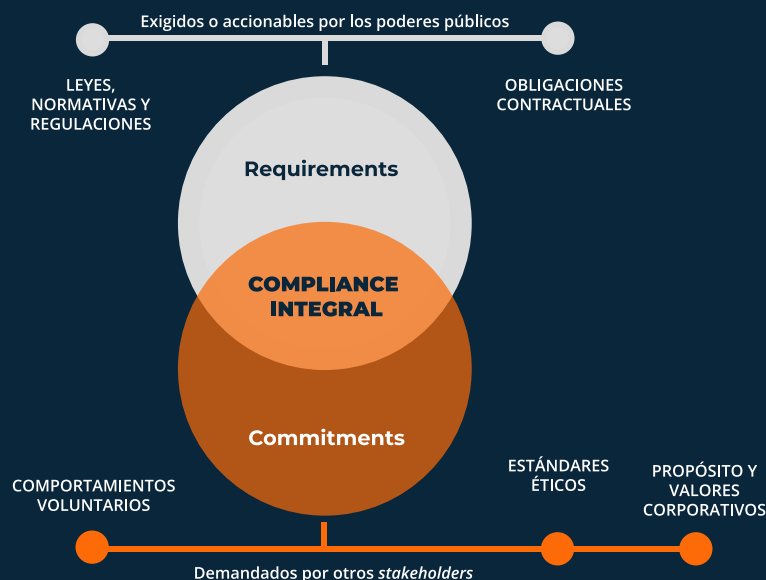 Exigidos o accionables por los poderes públicos
LEYES,
NORMATIVAS Y
REGULACIONES
OBLIGACIONES
CONTRACTUALES
Requirements
COMPLIANCE
INTEGRAL
Commitments
COMPORTAMIENTOS
VOLUNTARIOS
ESTÁNDARES
ÉTICOS
PROPÓSITO Y
VALORES
CORPORATIVOS
Demandados por otros stakeholders